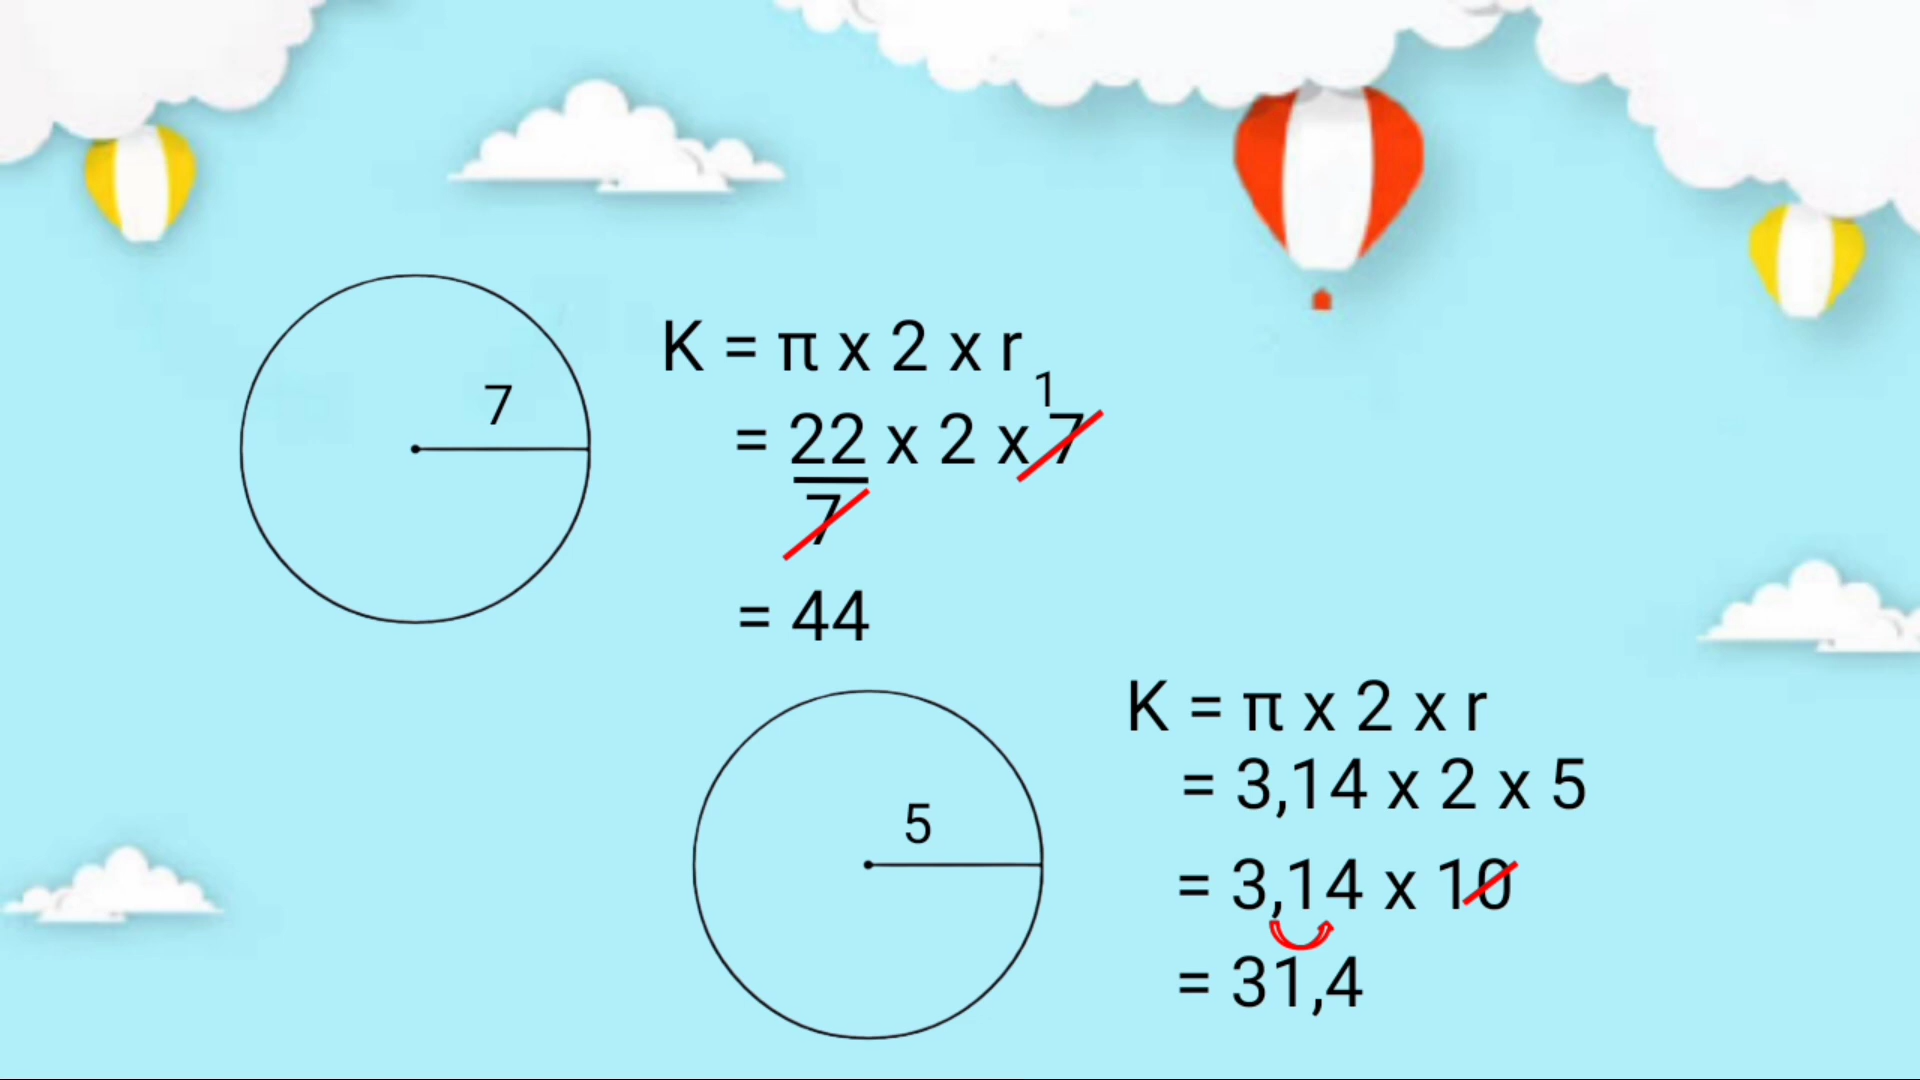 7
K = π x 2 x r
= 22 x 2 x 7 1
7
= 44
5
K = π x 2 x r
= 3,14 x 2 x 5
= 3,14 x 10
= 31,4